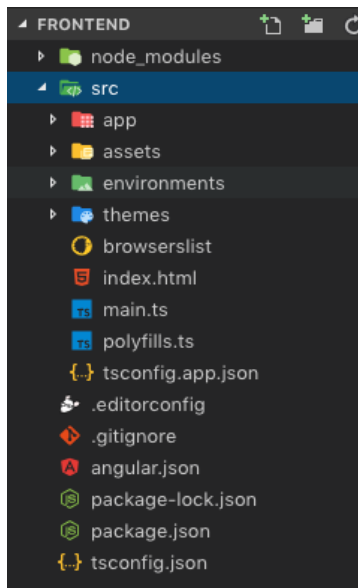 FRONTEND
node_modules
src
app
assets
environments
themes
browserslist
index.html
main.ts
polyfills.ts
tsconfig.app.json
.editorconfig
.gitignore
angular.json
package-lock.json
package.json
tsconfig.json